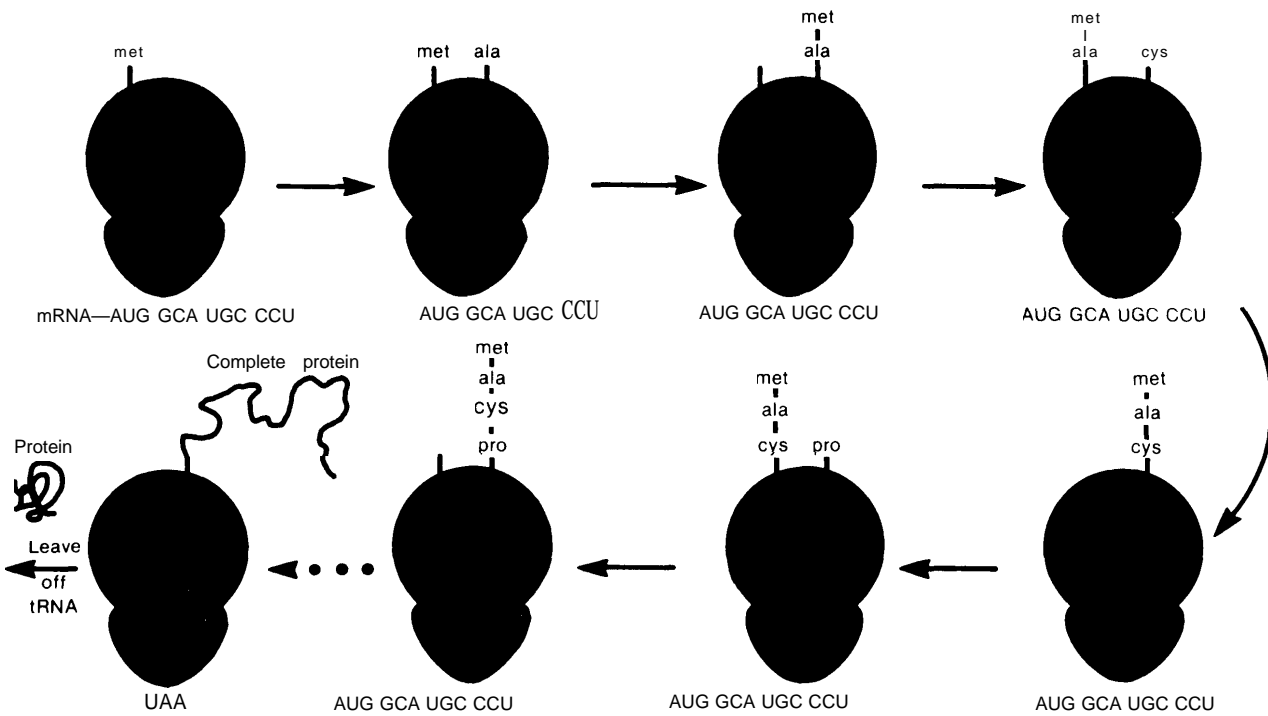 met
met ala
met
ala
met
ala cys
mRNA—AUG GCA UGC CCU
AUG GCA UGC CCU
AUG GCA UGC CCU
AUG GCA UGC CCU
met
ala
cys
met
ala
cys pro
met
ala
cys
pro
Complete protein
Protein
Leave
off
tRNA
AUG GCA UGC CCU
AUG GCA UGC CCU
AUG GCA UGC CCU
UAA